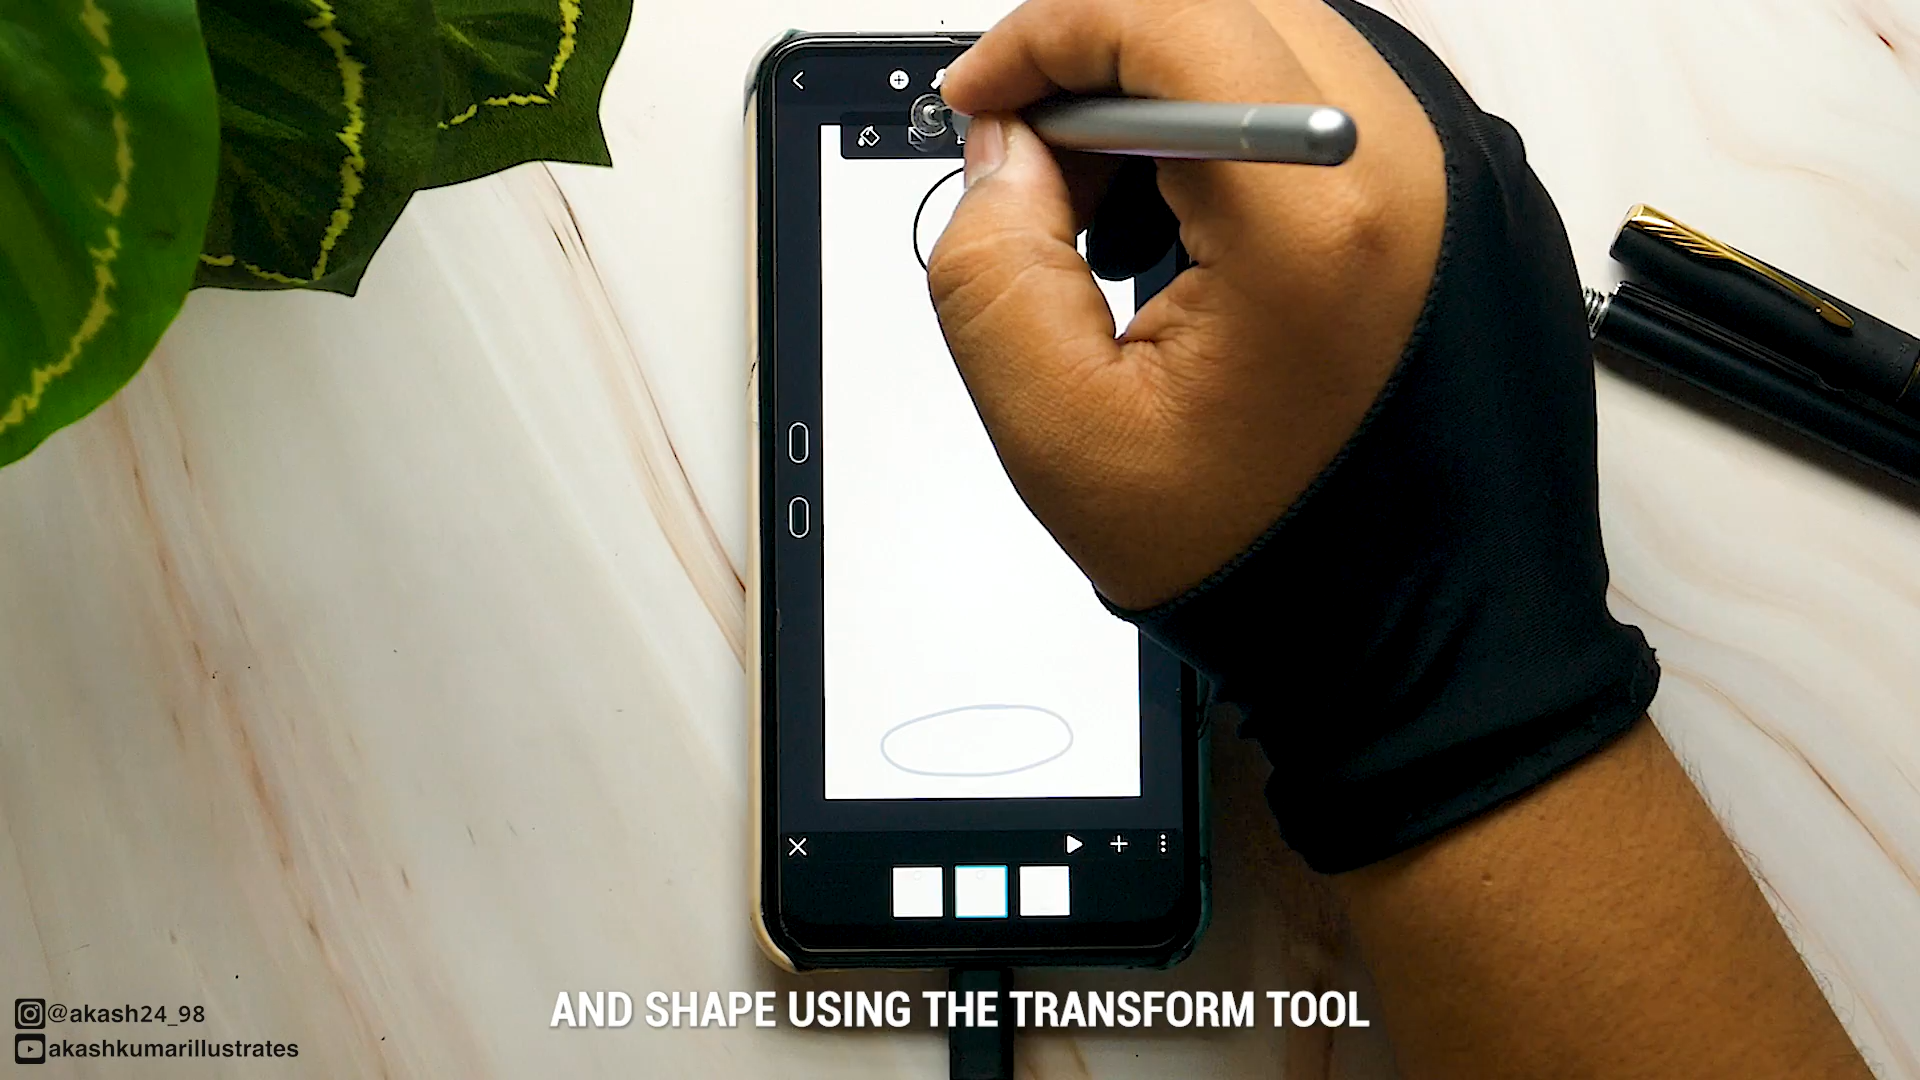 AND SHAPE USING THE TRANSFORM TOOL
@akash24_98
akashkumarillustrates